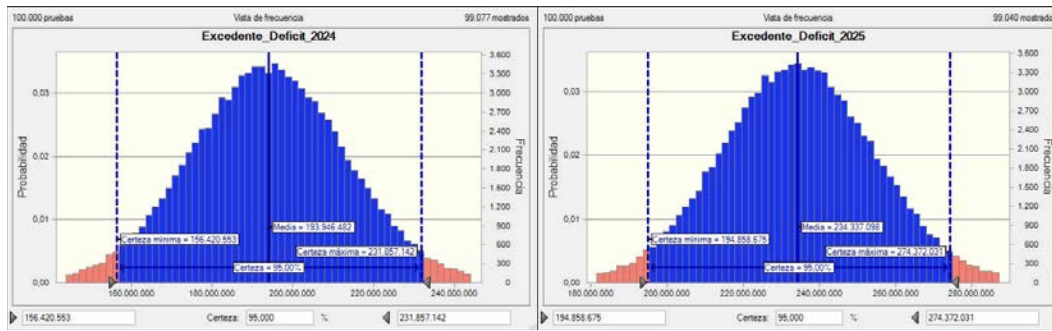 100.000 pruebas Vista de frecuencia 99.077 mostrados
Excedente_Deficit_2024
Probabilidad
0,03
0,02
0,01
0,00
Frecuencia
3.600
3.300
3.000
2.700
2.400
2.100
1.800
1.500
1.200
900
600
300
0
Media = 193.946.482
Certeza mínima = 156.420.553
Certeza máxima = 231.857.142
Certeza = 95,00%
160.000.000 180.000.000 200.000.000 220.000.000 240.000.000
156.420.553 Certeza: 95,000 % 231.857.142
100.000 pruebas Vista de frecuencia 99.040 mostrados
Excedente_Deficit_2025
Probabilidad
0,03
0,02
0,01
0,00
Frecuencia
3.600
3.300
3.000
2.700
2.400
2.100
1.800
1.500
1.200
900
600
300
0
Media = 234.337.098
Certeza mínima = 194.858.675
Certeza máxima = 274.372.031
Certeza = 95,00%
180.000.000 200.000.000 220.000.000 240.000.000 260.000.000 280.000.000
194.858.675 Certeza: 95,000 % 274.372.031